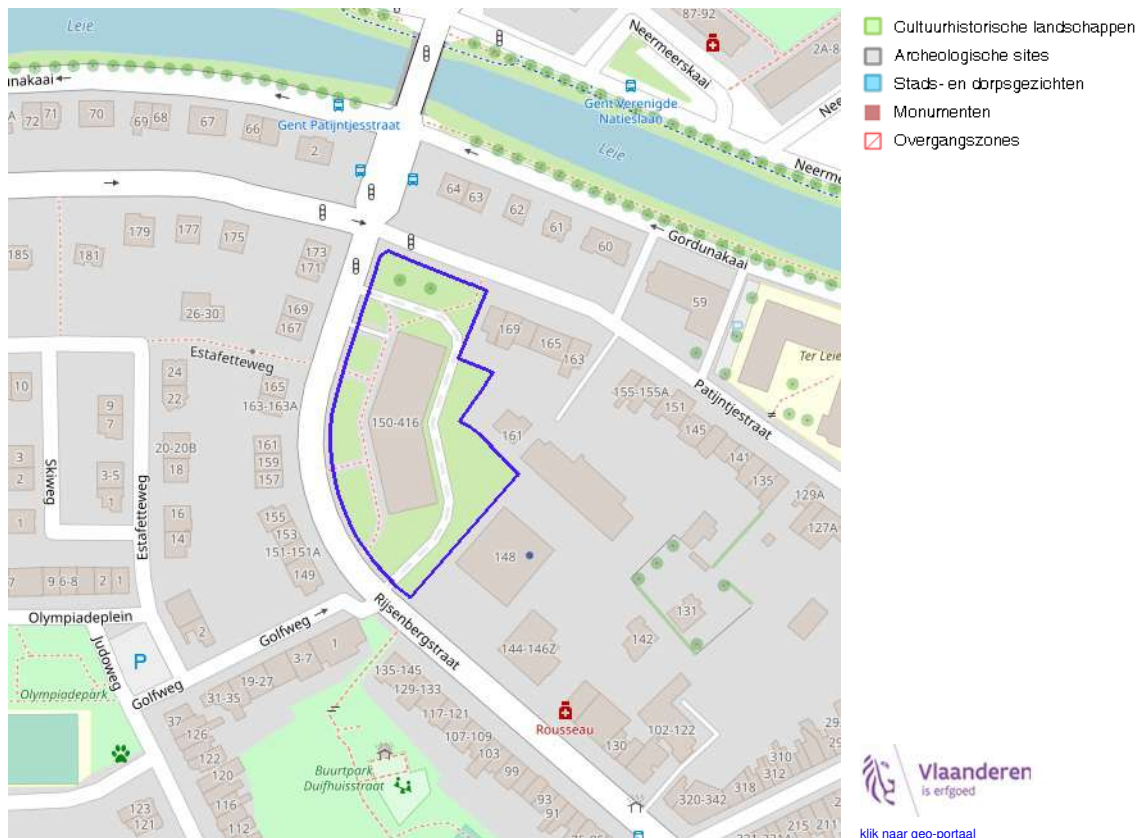 Leie
87-92
2A-8
Neermeerskaai
Gent Verenigde
Natieslaan
Gent Patijntjesstraat
72
71
70
69
68
67
66
2
Leie
64
63
62
61
60
59
Gordunakaai
185
181
179
177
175
173
171
169
167
26-30
Estafetteweg
165
163-163A
24
22
10
9
7
3
2
1
Skiweg
3-5
1
20-20B
18
16
14
Estafetteweg
161
159
157
155
153
151-151A
149
150-416
169
165
163
161
155-155A
151
145
141
135
129A
127A
Patijntjestraat
Ter Leie
P
148
131
142
144-146Z
Rijsenbergstraat
7
9
6-8
2
1
Olympiadeplein
Judoweg
P
2
Golfweg
1
3-7
19-27
31-35
Golfweg
Olympiadepark
37
126
122
120
116
112
123
121
Buurtpark
Duifhuisstraat
135-145
129-133
117-121
107-109
103
99
93
91
Rousseau
130
102-122
320-342
318
312
310
215
211
Cultuurhistorische landschappen
Archeologische sites
Stads- en dorpsgezichten
Monumenten
Overgangszones
Vlaanderen
is erfgoed
klik naar geo-portaal